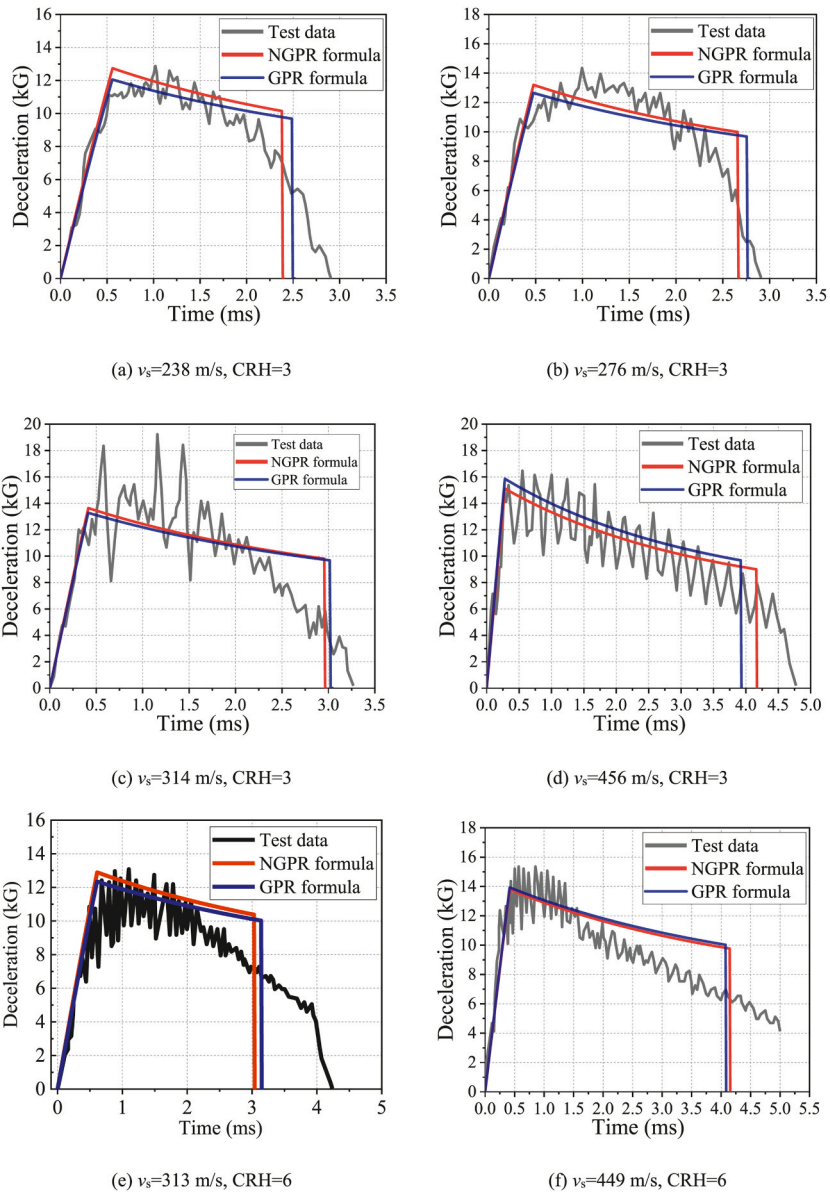 16
14
12
10
8
6
4
2
0
Deceleration (kG)
Test data
NGPR formula
GPR formula
0.0 0.5 1.0 1.5 2.0 2.5 3.0 3.5
Time (ms)
(a) vs=238 m/s, CRH=3
18
16
14
12
10
8
6
4
2
0
Deceleration (kG)
Test data
NGPR formula
GPR formula
0.0 0.5 1.0 1.5 2.0 2.5 3.0 3.5
Time (ms)
(b) vs=276 m/s, CRH=3
20
18
16
14
12
10
8
6
4
2
0
Deceleration (kG)
Test data
NGPR formula
GPR formula
0.0 0.5 1.0 1.5 2.0 2.5 3.0 3.5
Time (ms)
(c) vs=314 m/s, CRH=3
20
18
16
14
12
10
8
6
4
2
0
Deceleration (kG)
Test data
NGPR formula
GPR formula
0.0 0.5 1.0 1.5 2.0 2.5 3.0 3.5 4.0 4.5 5.0
Time (ms)
(d) vs=456 m/s, CRH=3
16
14
12
10
8
6
4
2
0
Deceleration (kG)
Test data
NGPR formula
GPR formula
0 1 2 3 4 5
Time (ms)
(e) vs=313 m/s, CRH=6
18
16
14
12
10
8
6
4
2
0
Deceleration (kG)
Test data
NGPR formula
GPR formula
0.0 0.5 1.0 1.5 2.0 2.5 3.0 3.5 4.0 4.5 5.0 5.5
Time (ms)
(f) vs=449 m/s, CRH=6